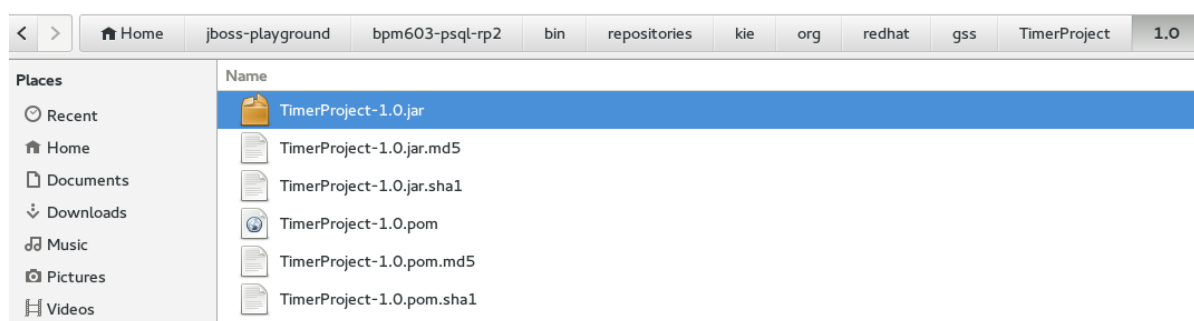 < > Home jboss-playground bpm603-psql-rp2 bin repositories kie org redhat gss TimerProject 1.0
Places
Recent
Home
Documents
Downloads
Music
Pictures
Videos
Name
TimerProject-1.0.jar
TimerProject-1.0.jar.md5
TimerProject-1.0.jar.sha1
TimerProject-1.0.pom
TimerProject-1.0.pom.md5
TimerProject-1.0.pom.sha1